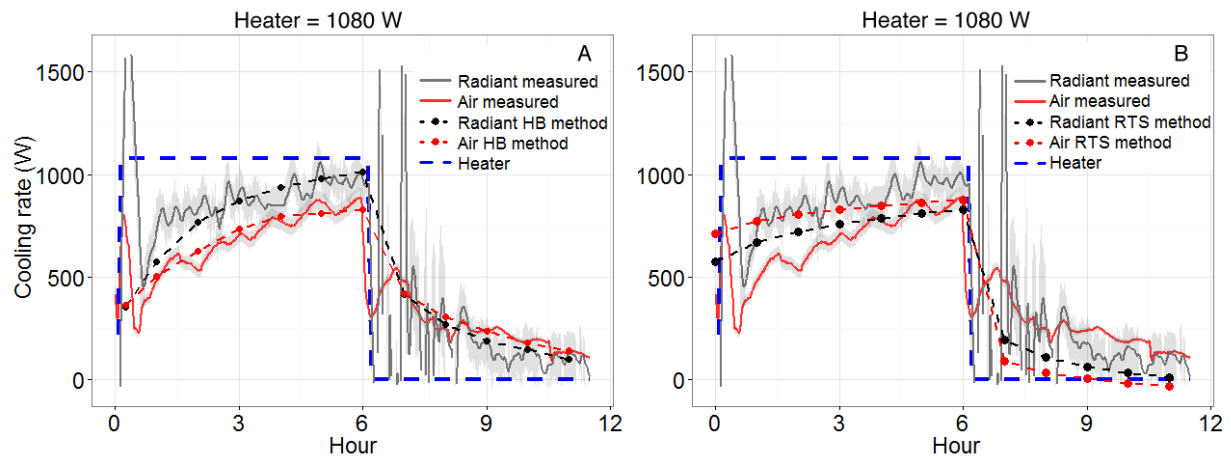 Heater = 1080 W
A
1500
1000
500
0
Cooling rate (W)
Radiant measured
Air measured
Radiant HB method
Air HB method
Heater
0
3
6
9
12
Hour
Heater = 1080 W
B
1500
1000
500
0
Radiant measured
Air measured
Radiant RTS method
Air RTS method
Heater
0
3
6
9
12
Hour